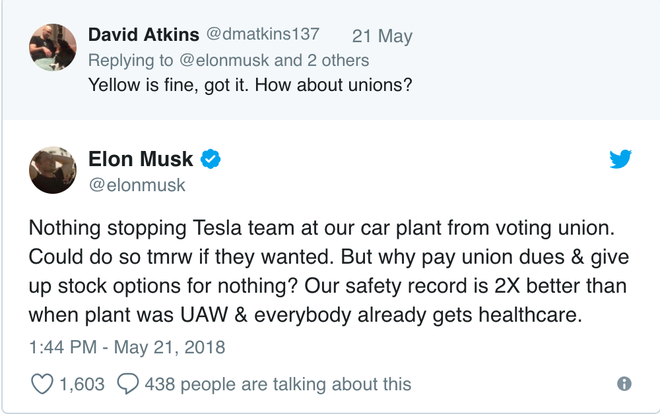 David Atkins @dmatkins137 21 May
Replying to @elonmusk and 2 others
Yellow is fine, got it. How about unions?
Elon Musk
@elonmusk
Nothing stopping Tesla team at our car plant from voting union.
Could do so tmrw if they wanted. But why pay union dues & give
up stock options for nothing? Our safety record is 2X better than
when plant was UAW & everybody already gets healthcare.
1:44 PM - May 21, 2018
1,603 438 people are talking about this